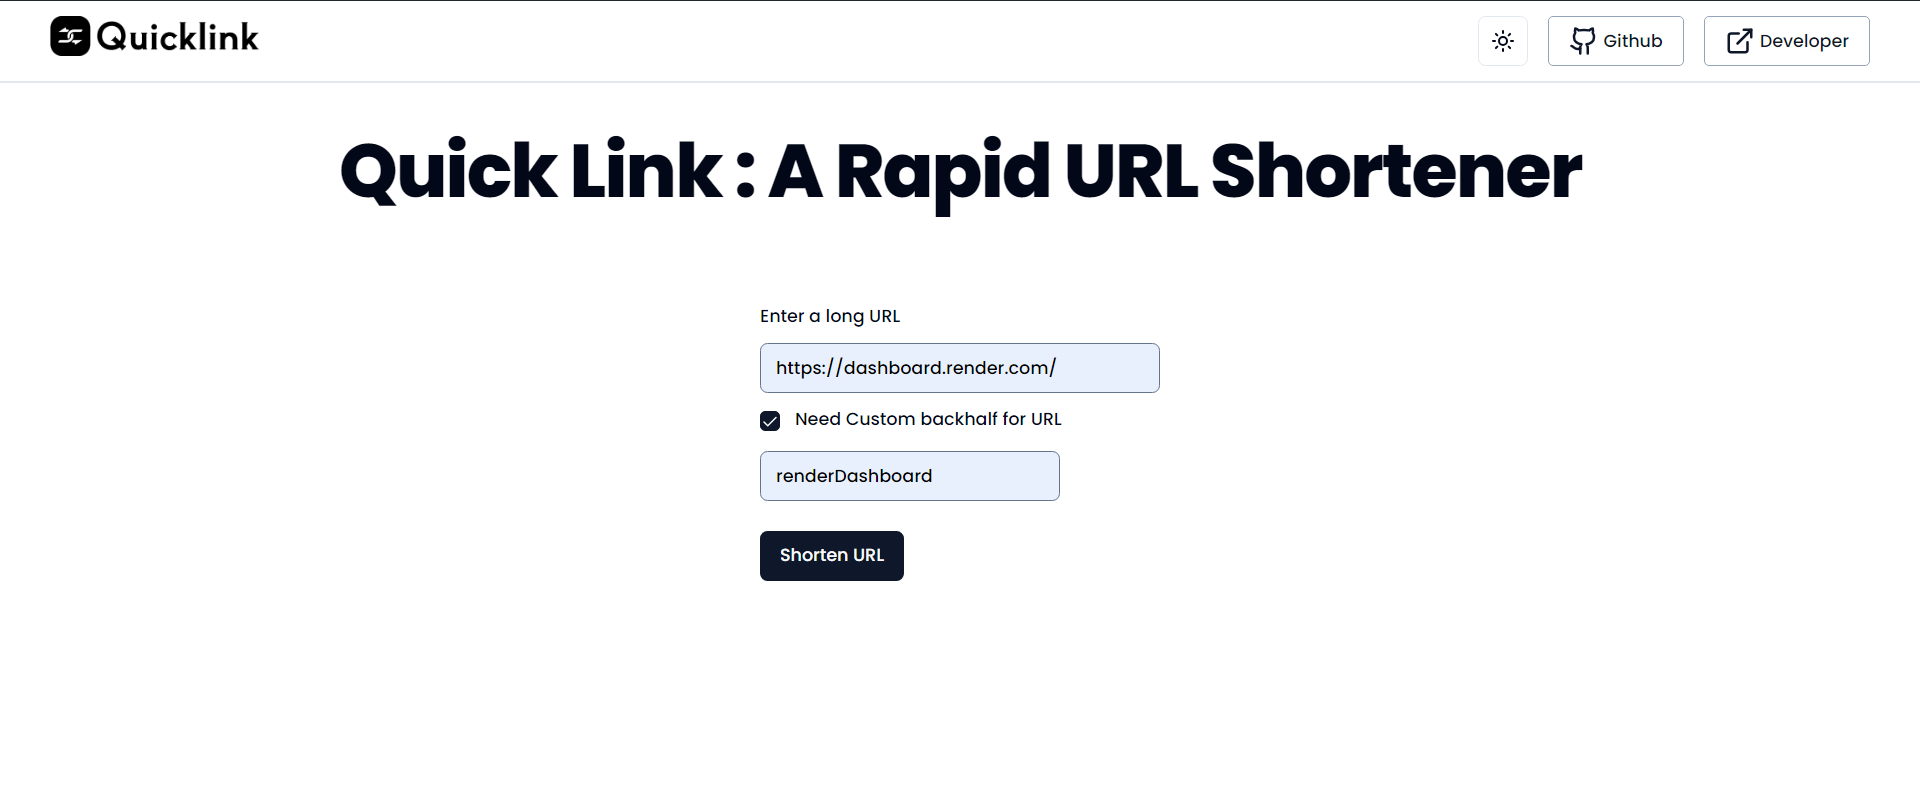 Quicklink
Github
Developer
Quick Link : A Rapid URL Shortener
Enter a long URL
https://dashboard.render.com/
Need Custom backhalf for URL
renderDashboard
Shorten URL